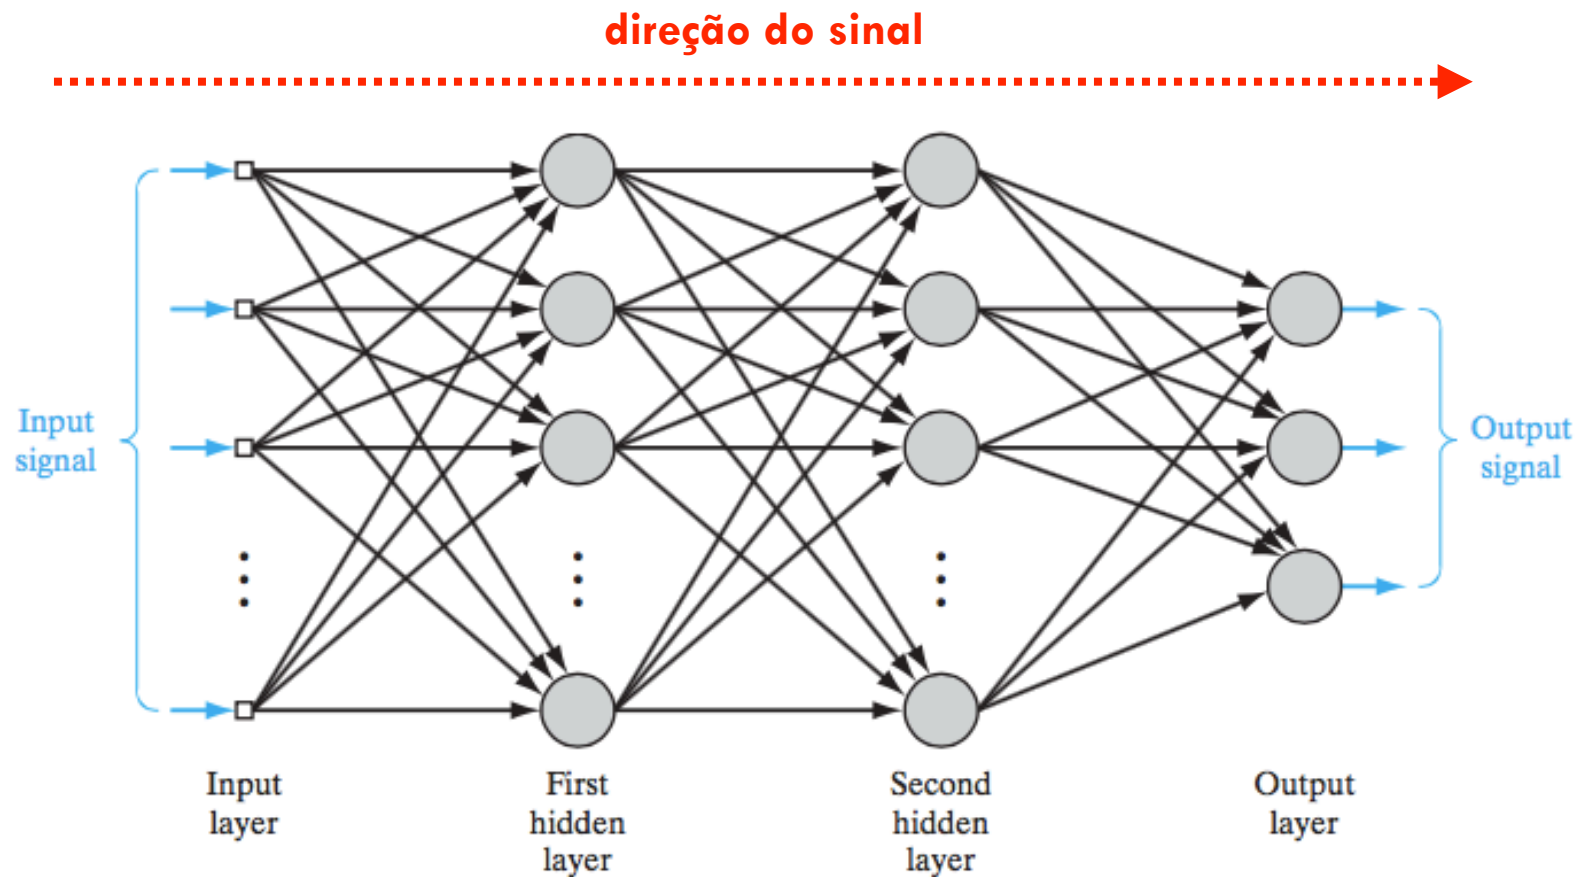 direção do sinal
Input
signal
Output
signal
Input
layer
First
hidden
layer
Second
hidden
layer
Output
layer